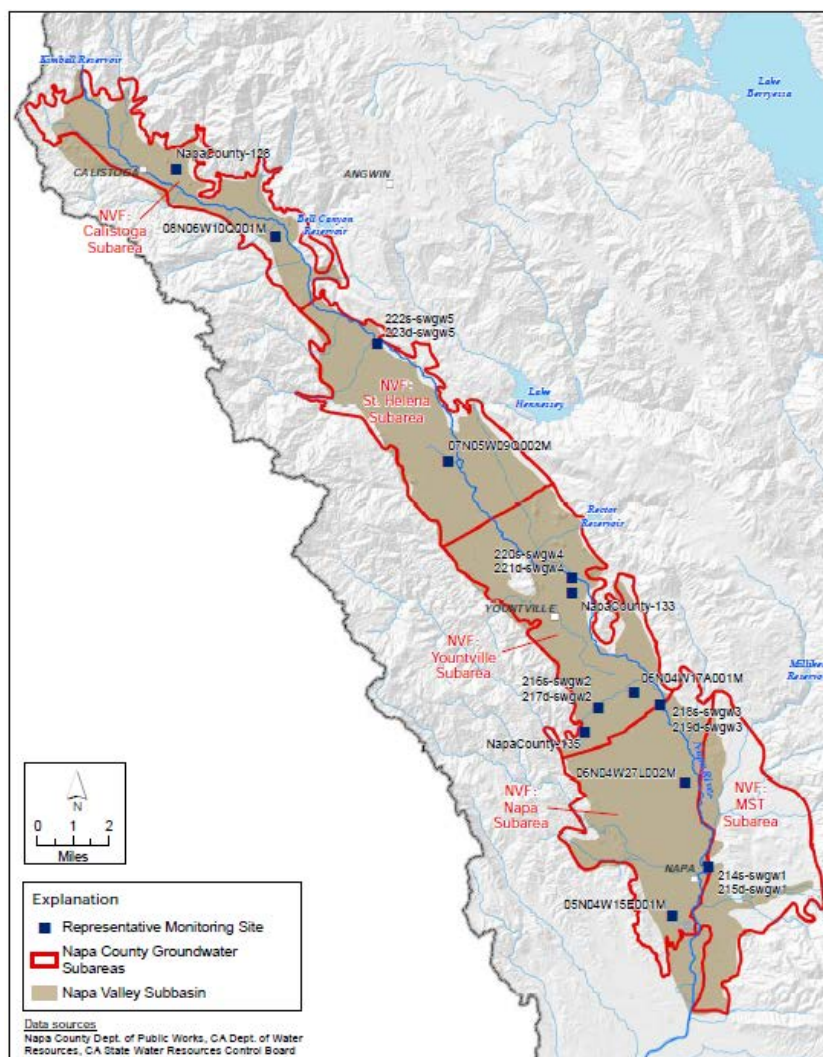 Kimball Reservoir
Lake
Berryessa
NapaCounty-128
CALISTOGA
ANGWIN
NVF:
Calistoga
Subarea
Bell Canyon
Reservoir
08N06W10Q001M
222s-swgw5
223d-swgw5
NVF:
St. Helena
Subarea
Lake
Hennessey
07N05W09Q002M
Rector
Reservoir
220s-swgw4
221d-swgw4
NapaCounty-133
YOUNTVILLE
NVF:
Yountville
Subarea
Milliken
Reservoir
06N04W17A001M
216s-swgw2
217d-swgw2
218s-swgw3
219d-swgw3
NapaCounty-135
Napa River
06N04W27L002M
NVF:
Napa
Subarea
NVF:
MST
Subarea
N
0 1 2
Miles
NAPA
214s-swgw1
215d-swgw1
05N04W15E001M
Explanation
Representative Monitoring Site
Napa County Groundwater
Subareas
Napa Valley Subbasin
Data sources
Napa County Dept. of Public Works, CA Dept. of Water
Resources, CA State Water Resources Control Board